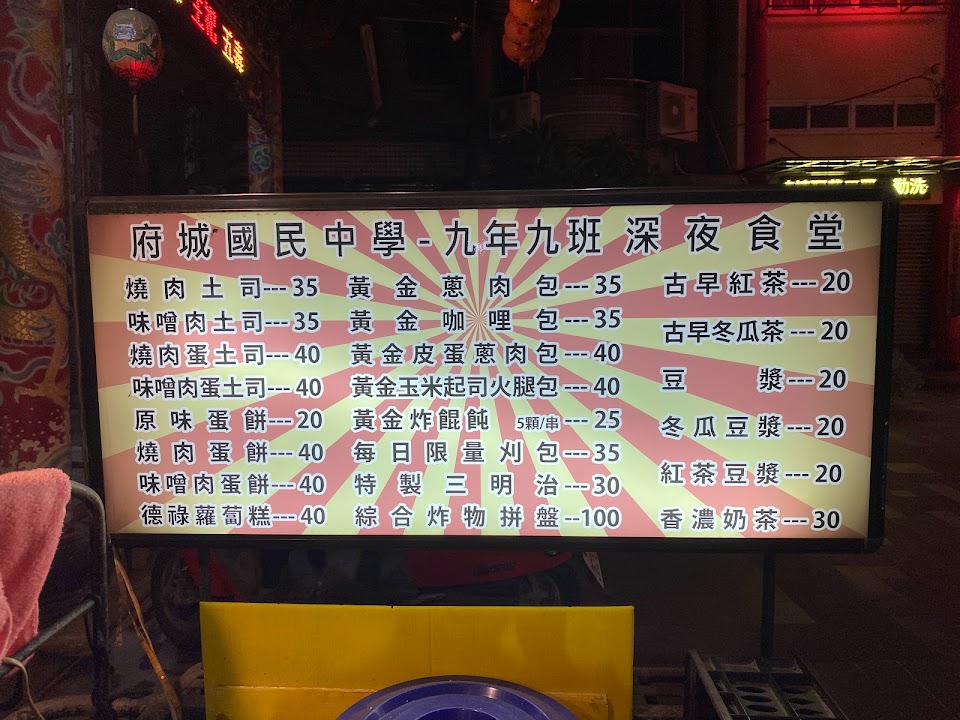 五
府城國民中學-九年九班 深夜食堂
燒肉土司---35
味噌肉土司---35
燒肉蛋土司---40
味噌肉蛋土司---40
原味蛋餅---20
燒肉蛋餅---40
味噌肉蛋餅---40
德祿蘿蔔糕---40
黃金蔥肉包---35
黃金咖哩包---35
黃金皮蛋蔥肉包---40
黃金玉米起司火腿包---40
黃金炸餛飩 5顆/串---25
每日限量刈包---35
特製三明治---30
綜合炸物拼盤--100
古早紅茶---20
古早冬瓜茶---20
豆漿---20
冬瓜豆漿---20
紅茶豆漿---20
香濃奶茶---30